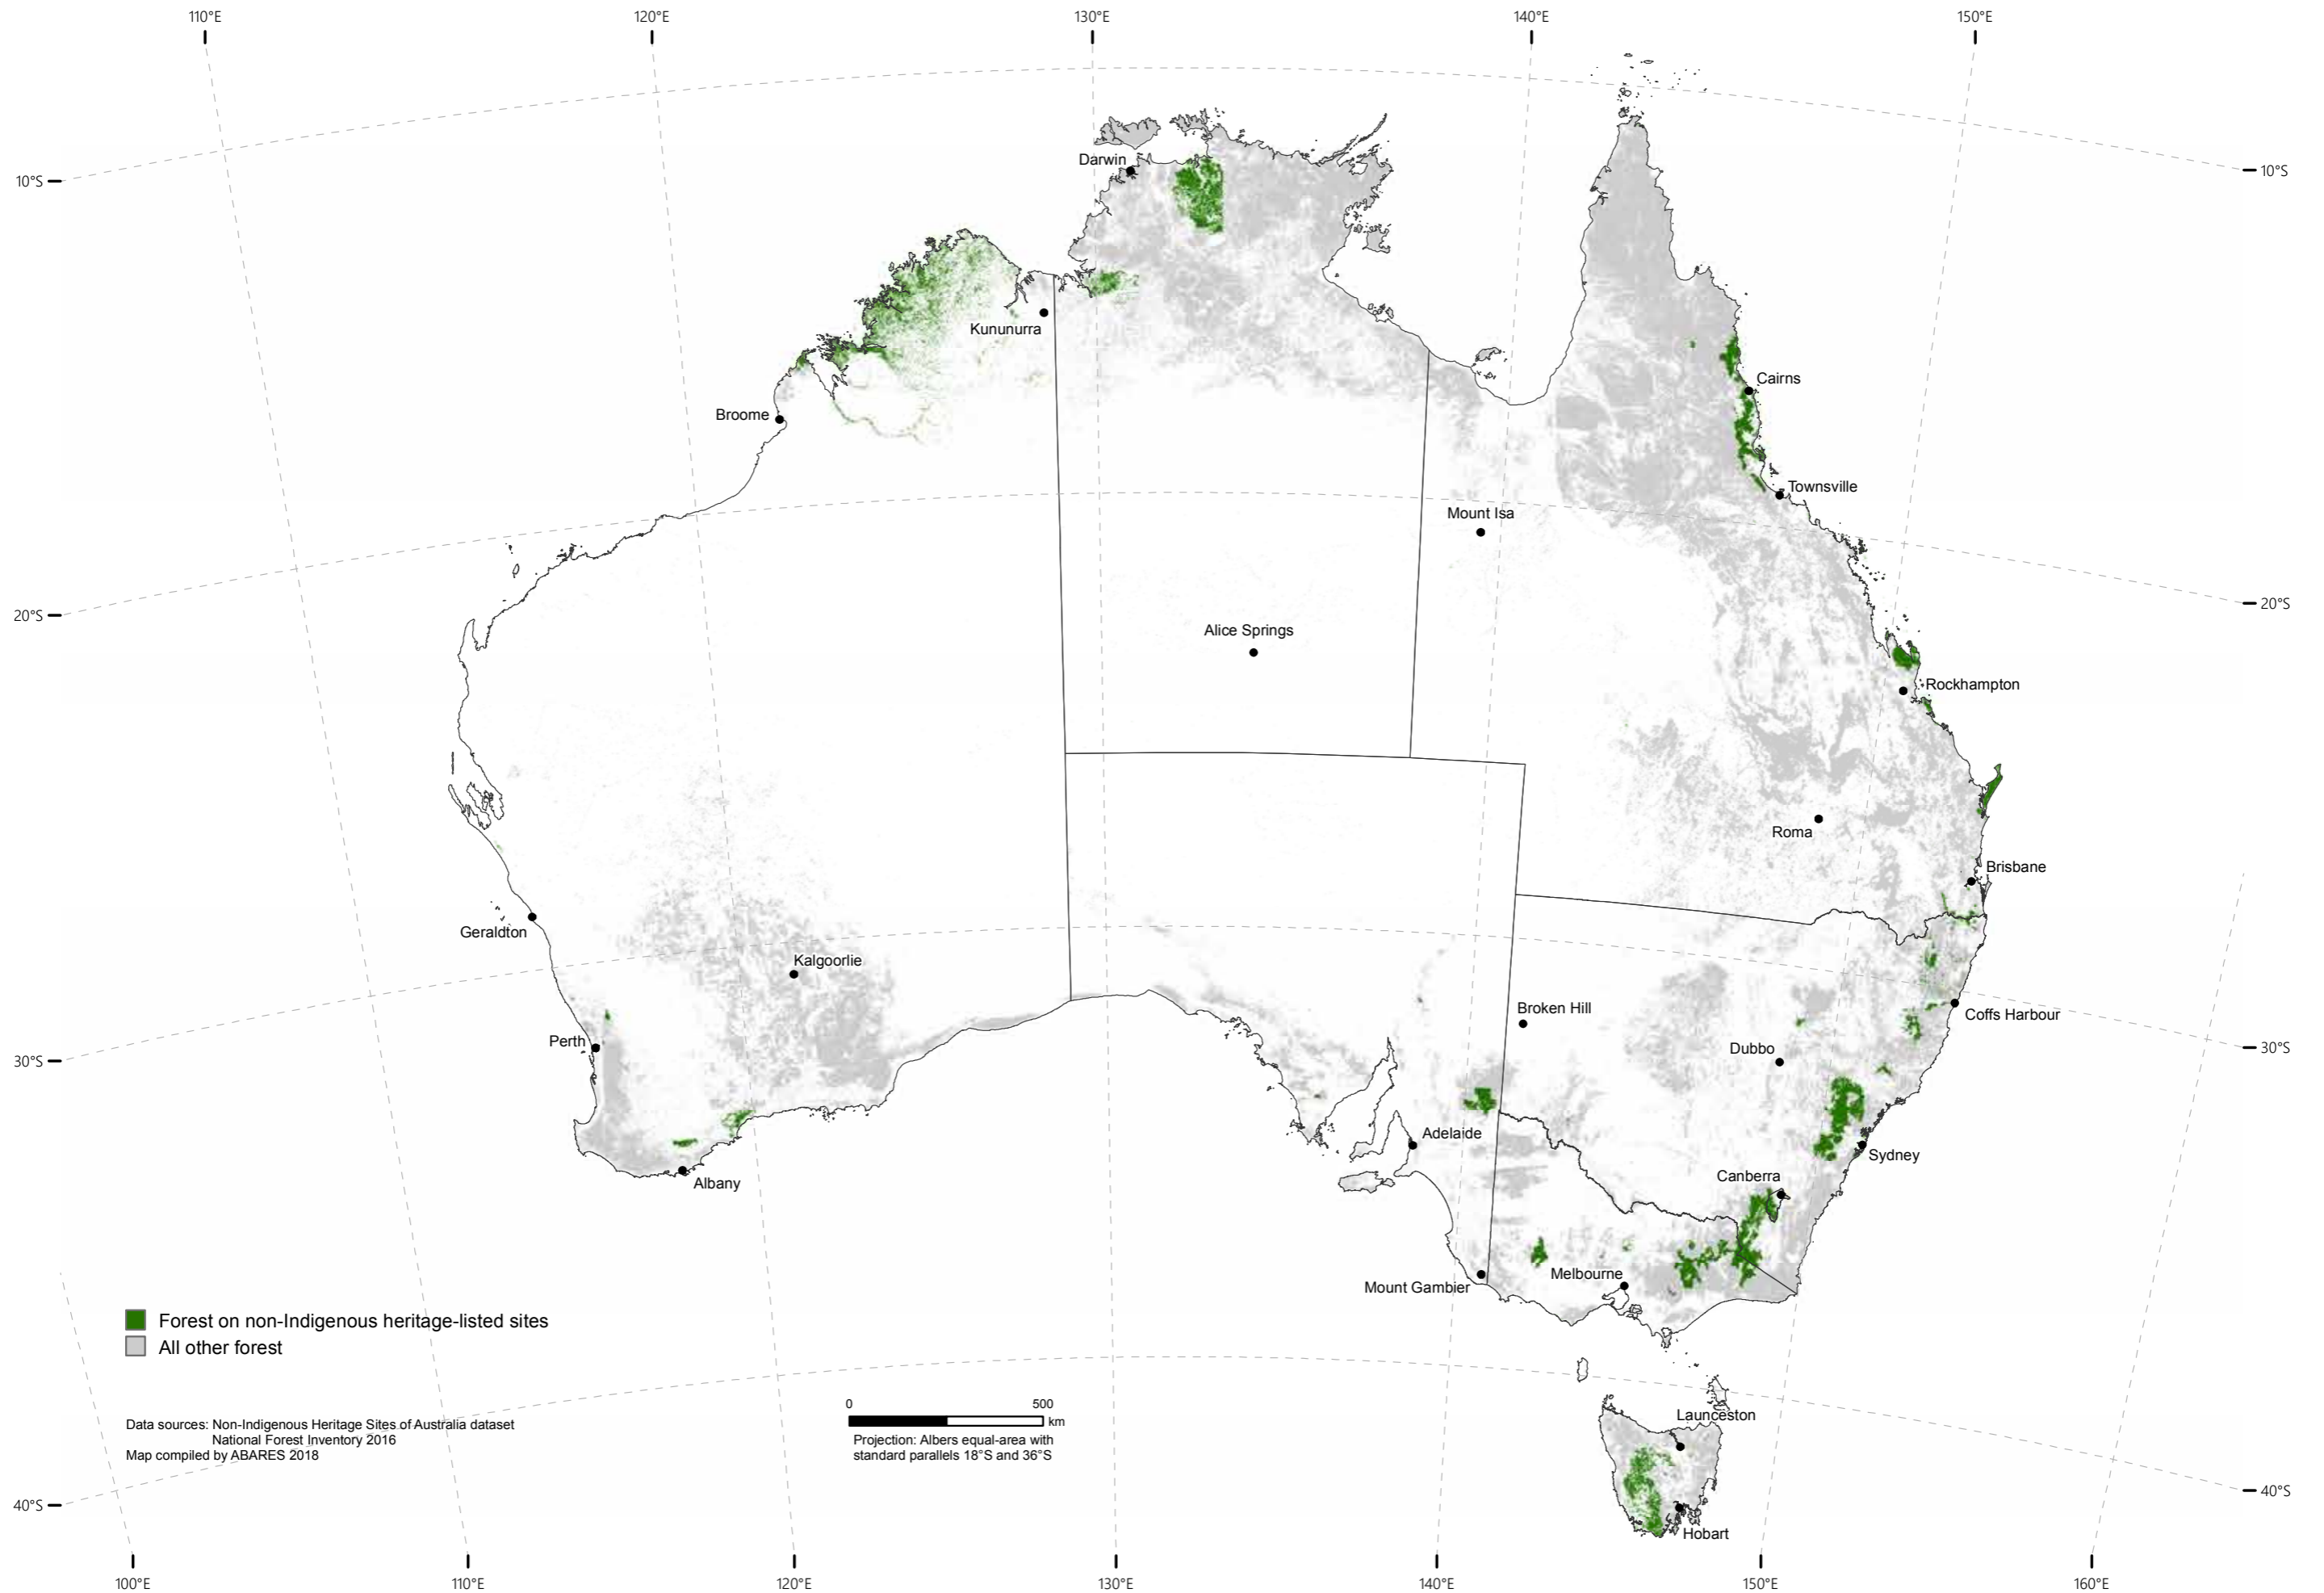 110°E
120°E
130°E
140°E
150°E
Darwin
10°S
10°S
Kununurra
Cairns
Broome
Townsville
Mount Isa
20°S
20°S
Alice Springs
Rockhampton
Roma
Brisbane
Geraldton
Kalgoorlie
Broken Hill
Coffs Harbour
Perth
Dubbo
30°S
30°S
Adelaide
Sydney
Albany
Canberra
Melbourne
Mount Gambier
Forest on non-Indigenous heritage-listed sites
All other forest
0 500
km
Launceston
Data sources: Non-Indigenous Heritage Sites of Australia dataset
National Forest Inventory 2016
Map compiled by ABARES 2018
Projection: Albers equal-area with
standard parallels 18°S and 36°S
40°S
40°S
Hobart
100°E
110°E
120°E
130°E
140°E
150°E
160°E